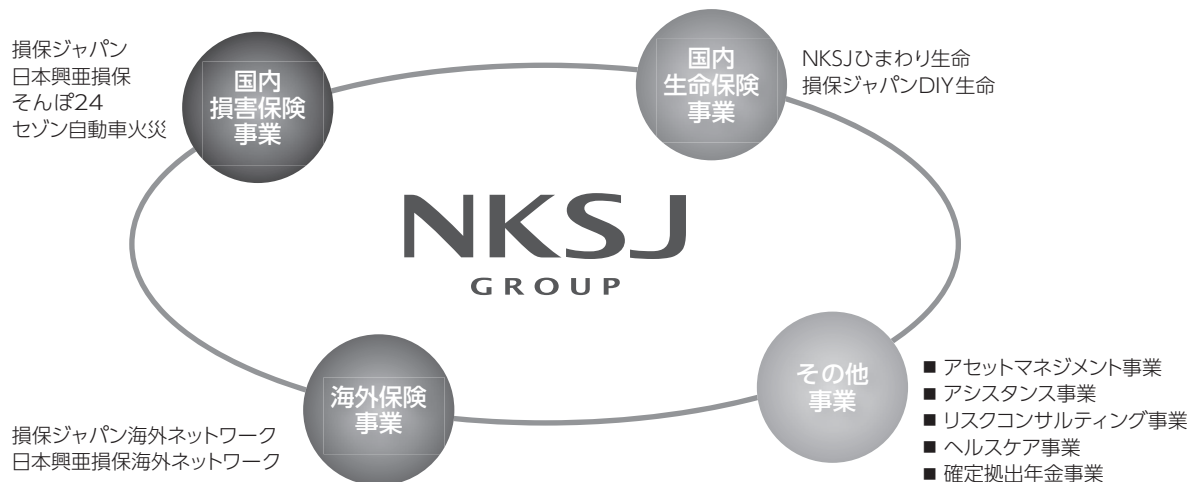 損保ジャパン
日本興亜損保
そんぽ24
セゾン自動車火災
国内
損害保険
事業
国内
生命保険
事業
NKSJひまわり生命
損保ジャパンDIY生命
NKSJ
GROUP
海外保険
事業
損保ジャパン海外ネットワーク
日本興亜損保海外ネットワーク
その他
事業
■ アセットマネジメント事業
■ アシスタンス事業
■ リスクコンサルティング事業
■ ヘルスケア事業
■ 確定拠出年金事業